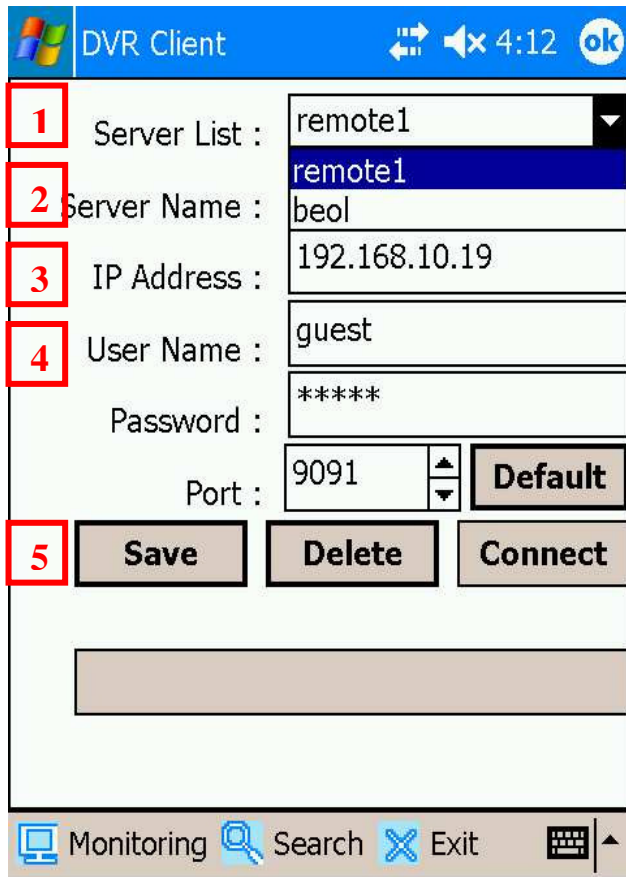 DVR Client 4:12 ok
1 Server List : remote1
remote1
2 Server Name : beol
3 IP Address : 192.168.10.19
4 User Name : guest
Password : *****
Port : 9091 Default
5 Save Delete Connect
Monitoring Search Exit